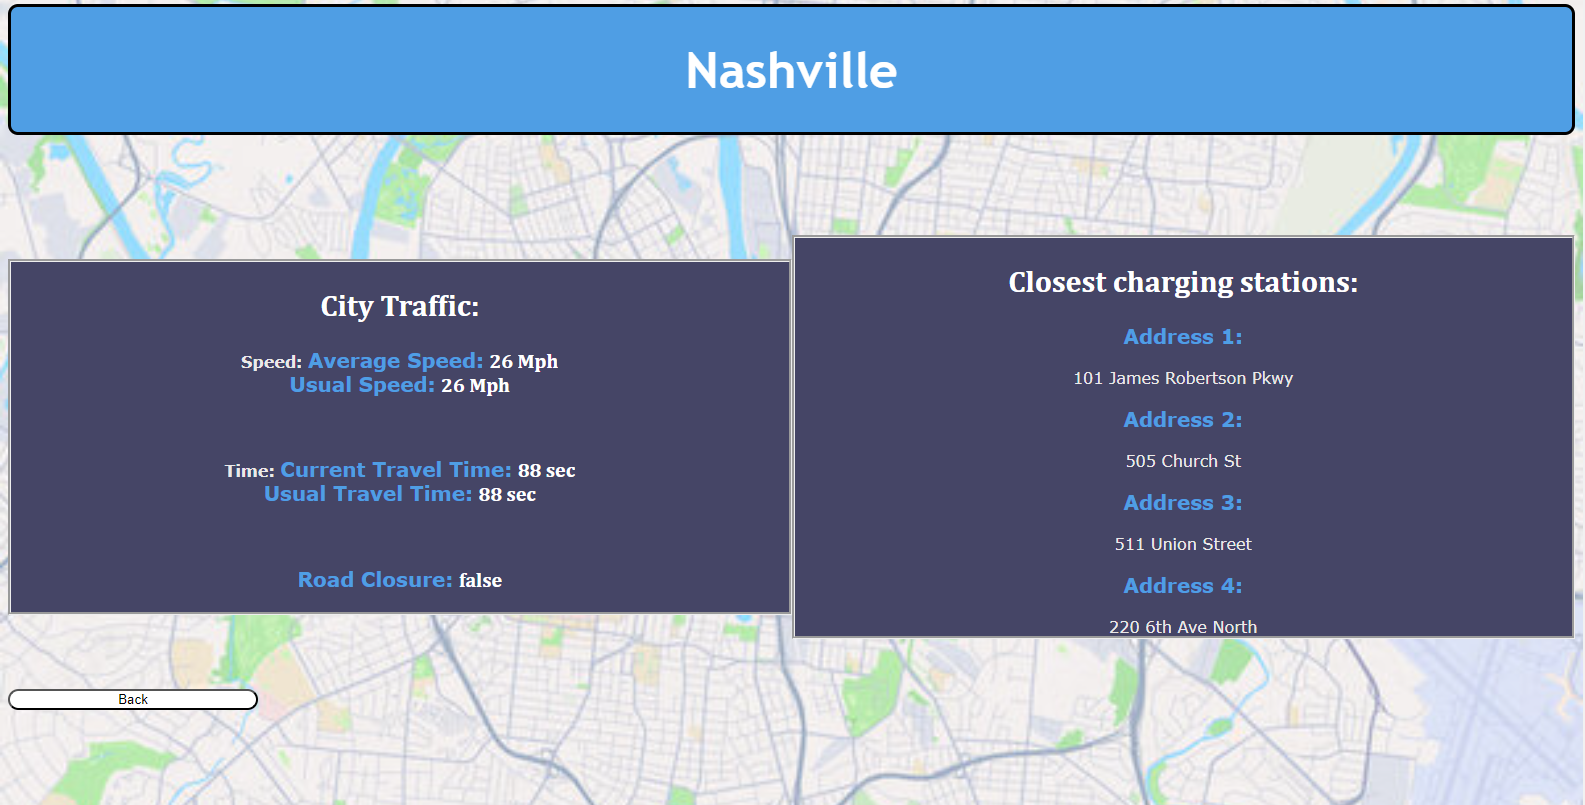 Nashville
City Traffic:
Speed: Average Speed: 26 Mph
Usual Speed: 26 Mph
Time: Current Travel Time: 88 sec
Usual Travel Time: 88 sec
Road Closure: false
Closest charging stations:
Address 1:
101 James Robertson Pkwy
Address 2:
505 Church St
Address 3:
511 Union Street
Address 4:
220 6th Ave North
Back